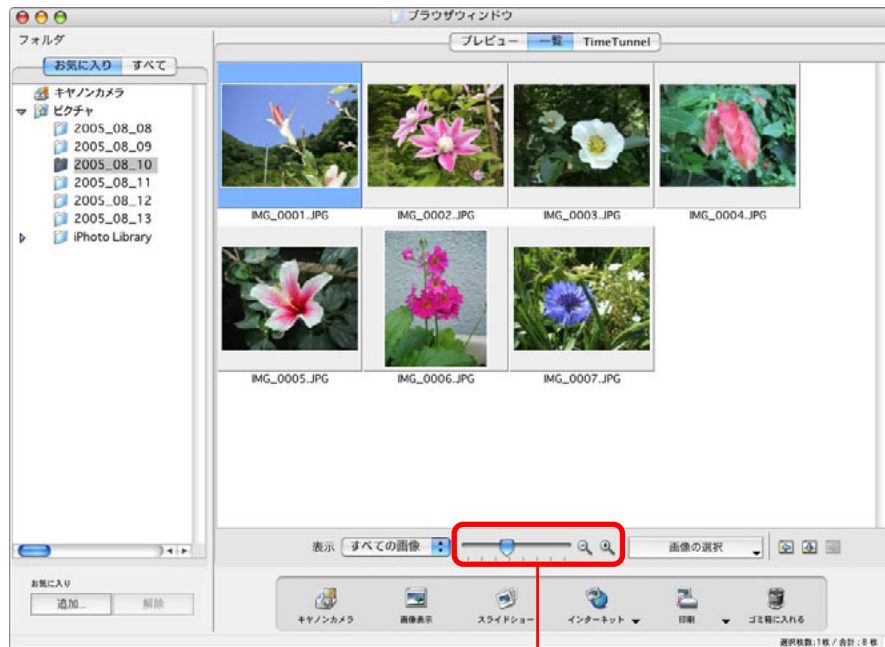 ブラウザウィンドウ
フォルダ
プレビュー 一覧 TimeTunnel
お気に入り すべて
キヤノンカメラ
ピクチャ
2005_08_08
2005_08_09
2005_08_10
2005_08_11
2005_08_12
2005_08_13
iPhoto Library
IMG_0001.JPG IMG_0002.JPG IMG_0003.JPG IMG_0004.JPG
IMG_0005.JPG IMG_0006.JPG IMG_0007.JPG
表示 すべての画像 画像の選択
お気に入り
追加... 解除
キヤノンカメラ 画像表示 スライドショー インターネット 印刷 ゴミ箱に入れる
選択枚数:1枚 / 合計:8 枚